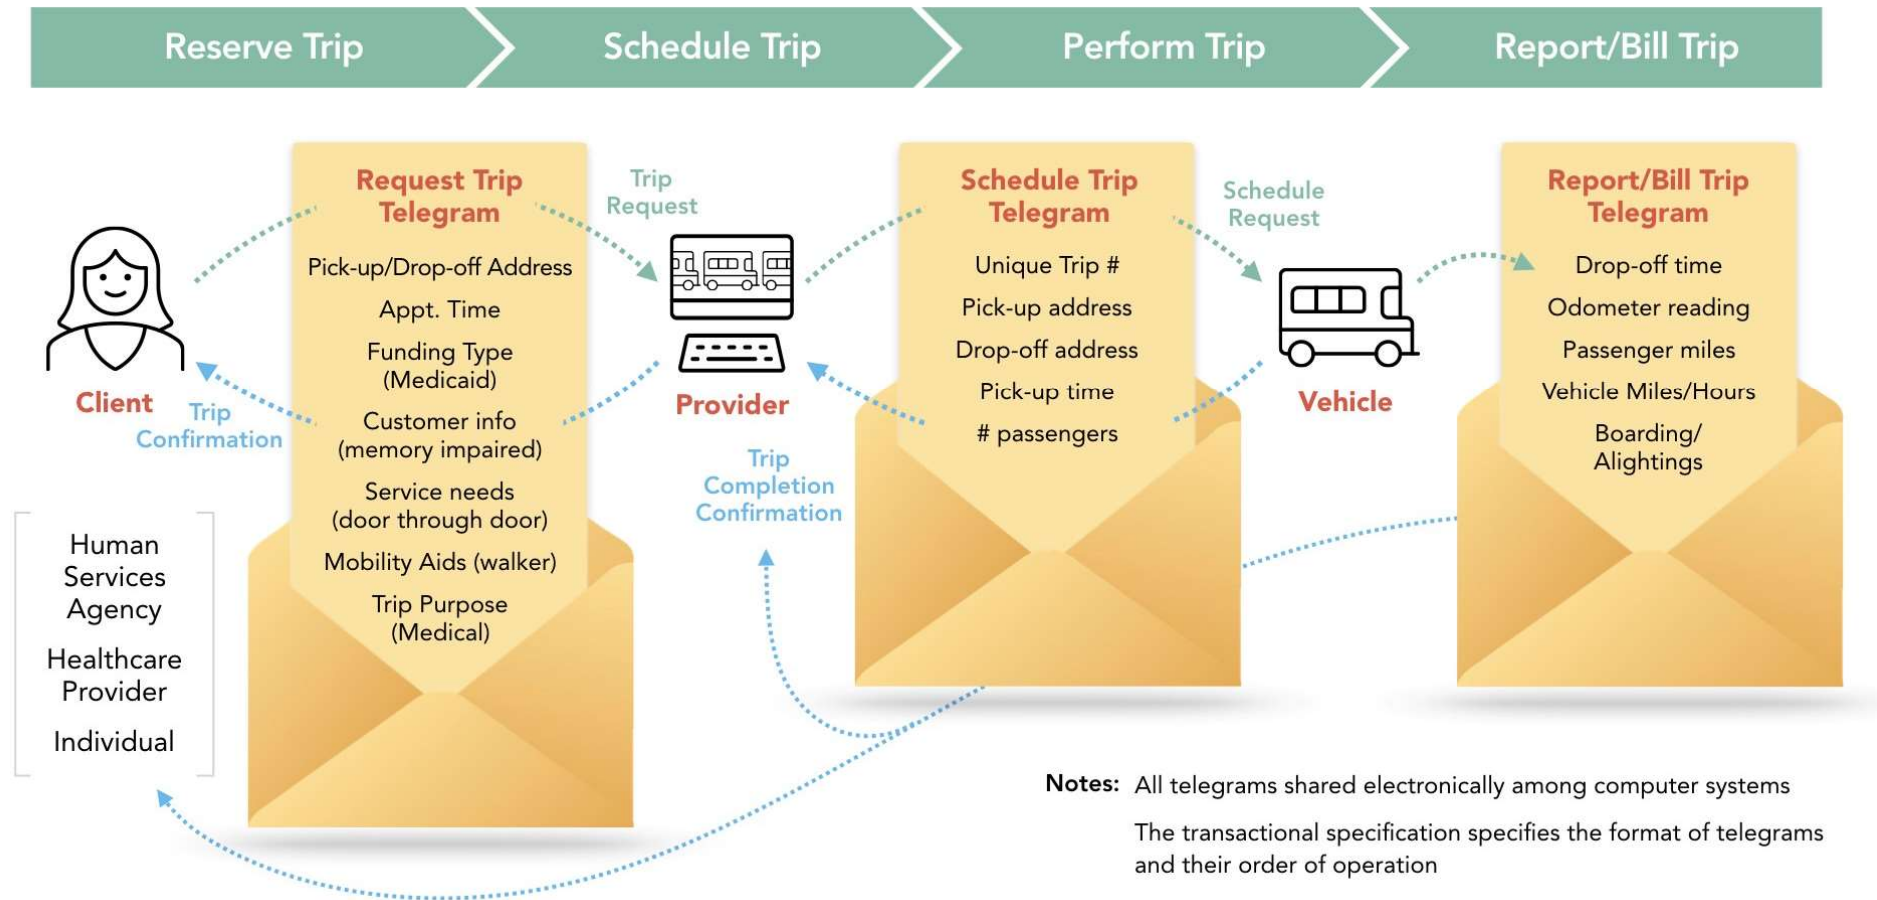 Reserve Trip
Schedule Trip
Perform Trip
Report/Bill Trip
Request Trip
Telegram
Pick-up/Drop-off Address
Appt. Time
Funding Type
(Medicaid)
Customer info
(memory impaired)
Service needs
(door through door)
Mobility Aids (walker)
Trip Purpose
(Medical)
Trip
Request
Schedule Trip
Telegram
Unique Trip #
Pick-up address
Drop-off address
Pick-up time
# passengers
Schedule
Request
Report/Bill Trip
Telegram
Drop-off time
Odometer reading
Passenger miles
Vehicle Miles/Hours
Boarding/
Alightings
Client
Trip
Confirmation
Provider
Trip
Completion
Confirmation
Vehicle
Human
Services
Agency
Healthcare
Provider
Individual
Notes: All telegrams shared electronically among computer systems
The transactional specification specifies the format of telegrams
and their order of operation